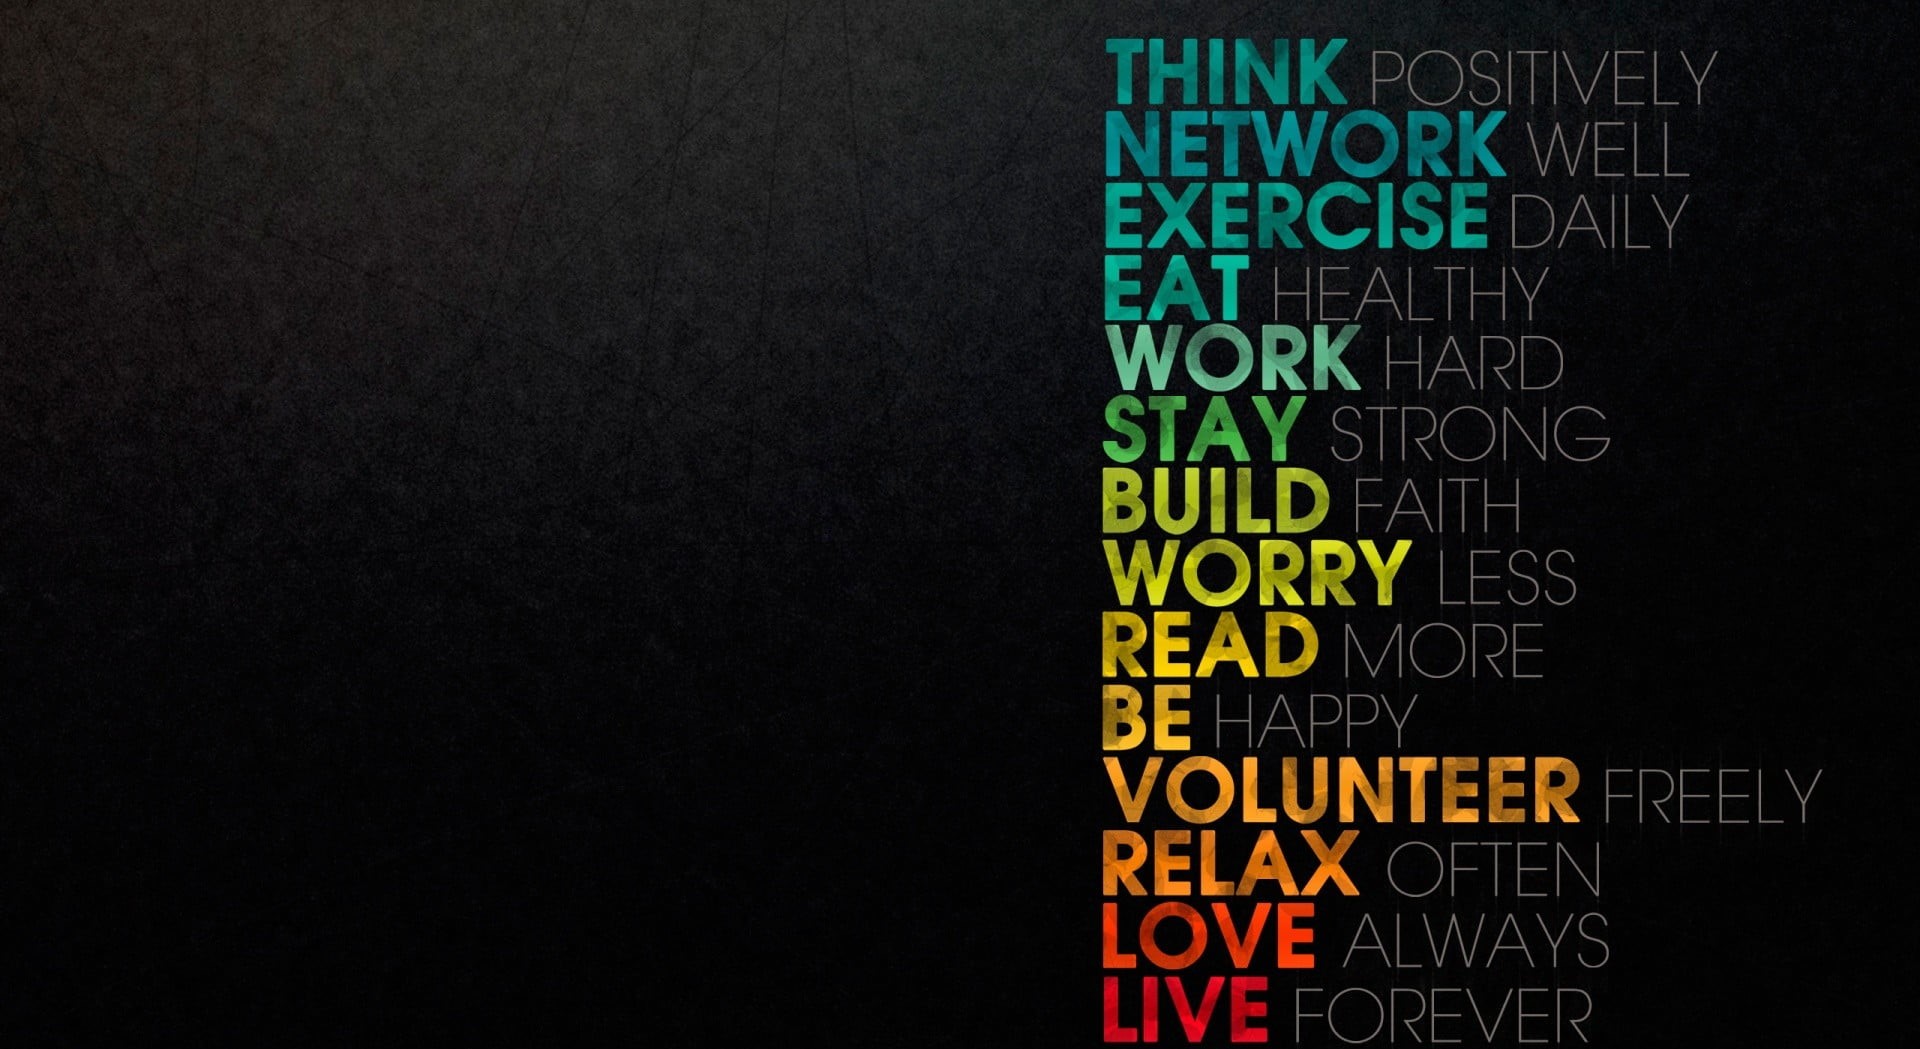 THINK POSITIVELY
NETWORK WELL
EXERCISE DAILY
EAT HEALTHY
WORK HARD
STAY STRONG
BUILD FAITH
WORRY LESS
READ MORE
BE HAPPY
VOLUNTEER FREELY
RELAX OFTEN
LOVE ALWAYS
LIVE FOREVER